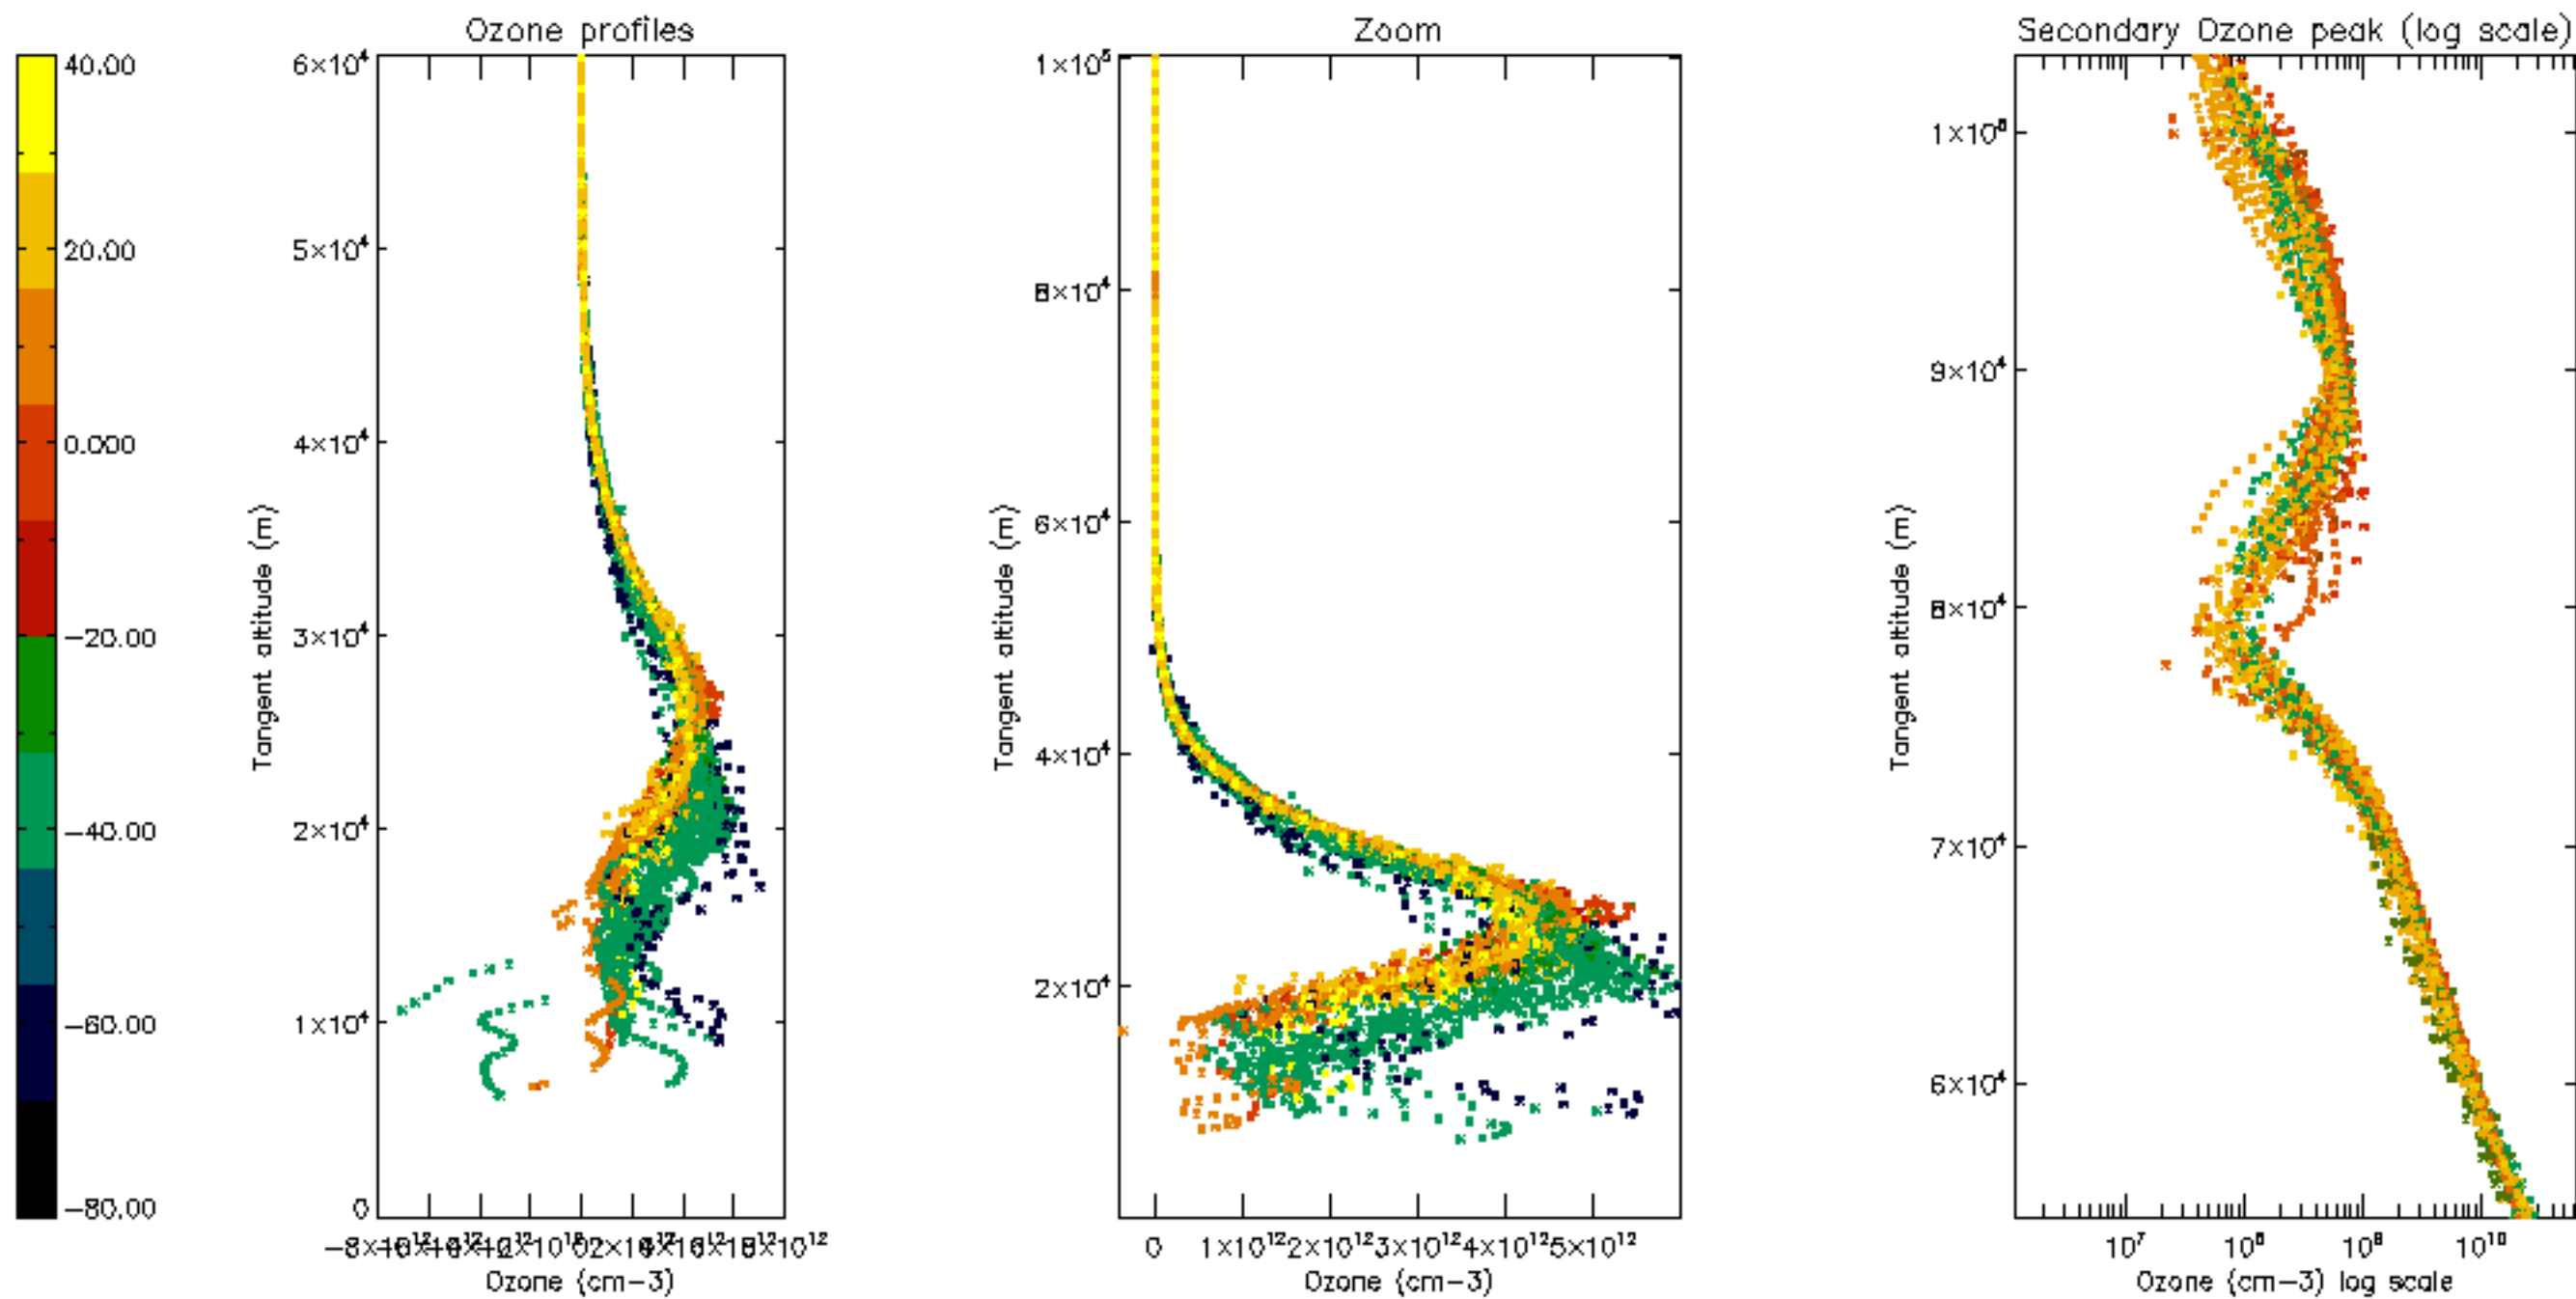 Ozone profiles
Zoom
Secondary Ozone peak (log scale)
40.00
20.00
0.000
−20.00
−40.00
−60.00
−80.00
Tangent altitude (m)
6×10⁴
5×10⁴
4×10⁴
3×10⁴
2×10⁴
1×10⁴
0
Ozone (cm−3)
Tangent altitude (m)
1×10⁵
8×10⁴
6×10⁴
4×10⁴
2×10⁴
0 1×10¹² 2×10¹² 3×10¹² 4×10¹² 5×10¹²
Ozone (cm−3)
Tangent altitude (m)
9×10⁴
8×10⁴
7×10⁴
6×10⁴
10⁷ 10⁸ 10⁹ 10¹⁰
Ozone (cm−3) log scale